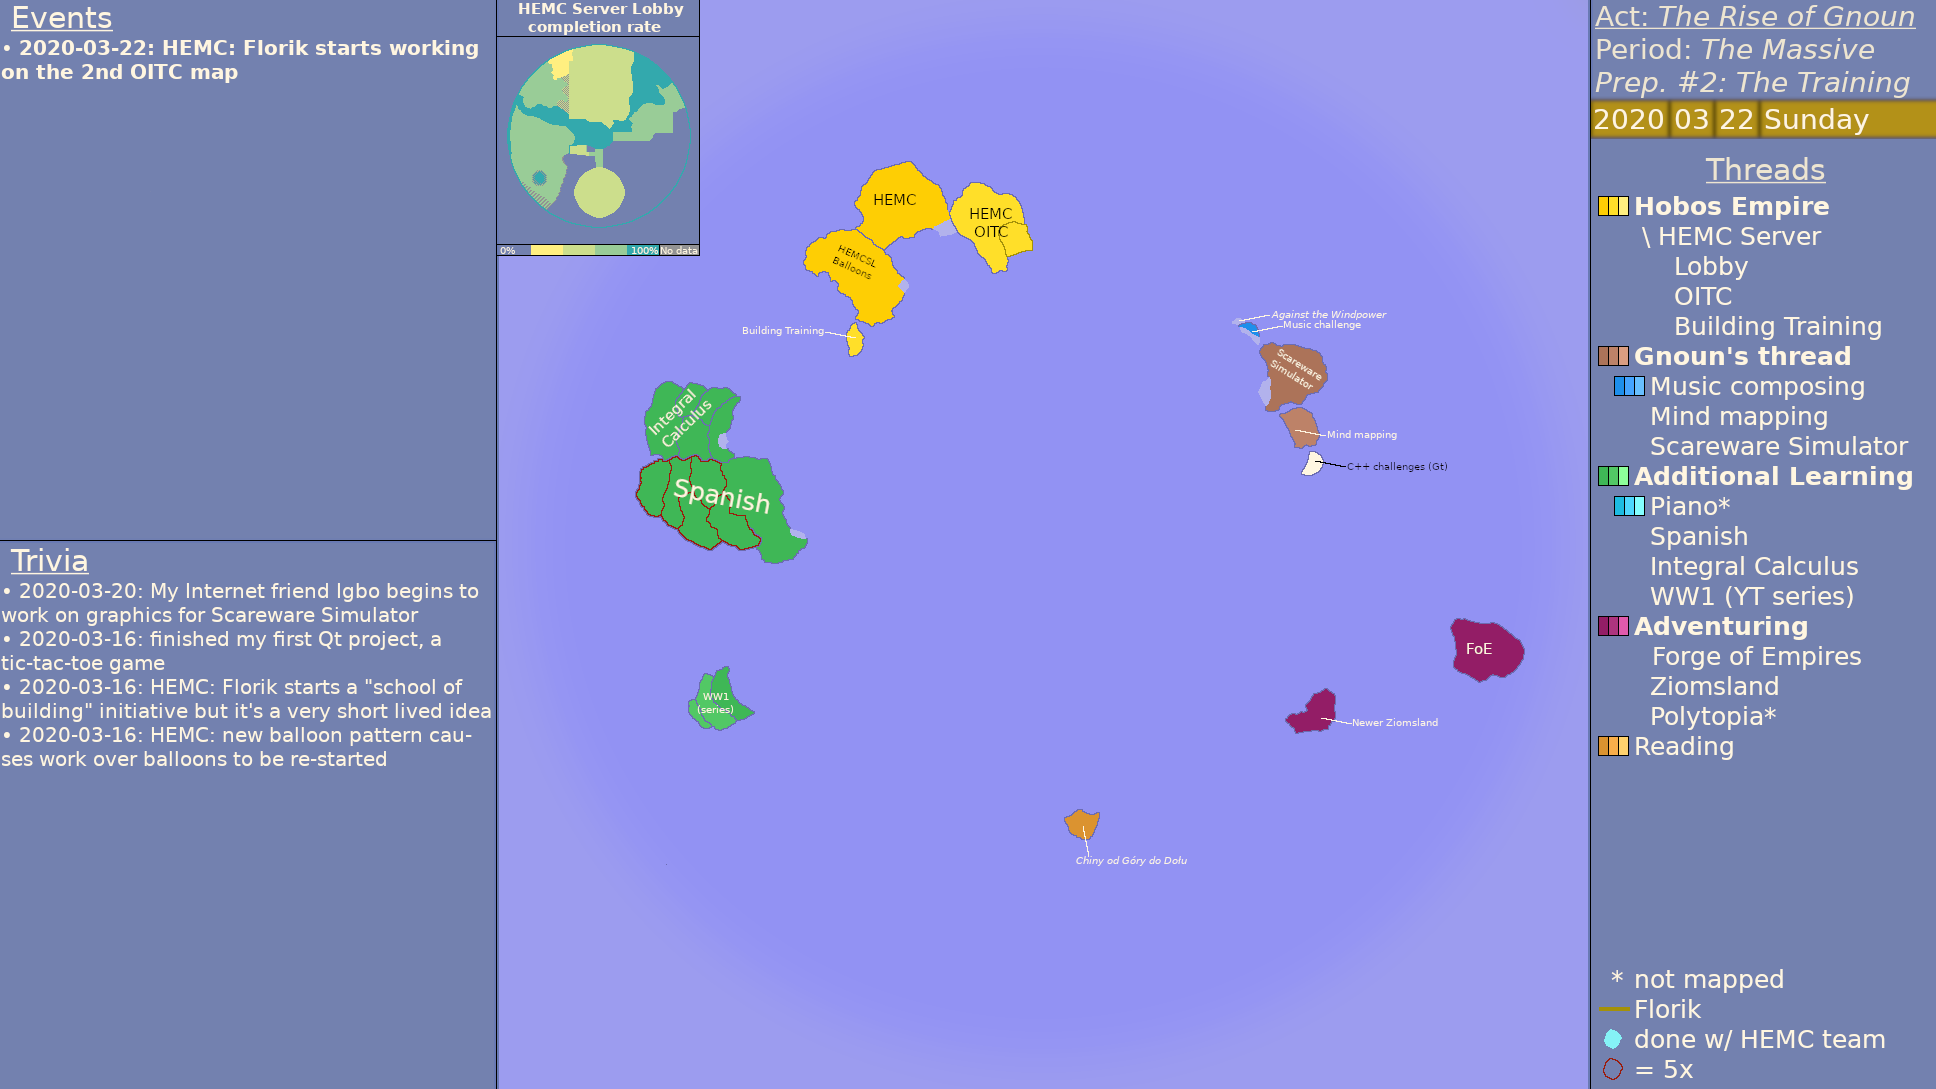 Events
• 2020-03-22: HEMC: Florik starts working
on the 2nd OITC map
Trivia
• 2020-03-20: My Internet friend Igbo begins to
work on graphics for Scareware Simulator
• 2020-03-16: finished my first Qt project, a
tic-tac-toe game
• 2020-03-16: HEMC: Florik starts a "school of
building" initiative but it's a very short lived idea
• 2020-03-16: HEMC: new balloon pattern cau-
ses work over balloons to be re-started
HEMC Server Lobby
completion rate
0%
100%
No data
HEMC
HEMC
OITC
HEMCSL
Balloons
Building Training
Against the Windpower
Music challenge
Scareware
Simulator
Mind mapping
C++ challenges (Gt)
Integral
Calculus
Spanish
WW1
(series)
FoE
Newer Ziomsland
Chiny od Góry do Dołu
Act: The Rise of Gnoun
Period: The Massive
Prep. #2: The Training
2020 03 22 Sunday
Threads
Hobos Empire
\ HEMC Server
Lobby
OITC
Building Training
Gnoun's thread
Music composing
Mind mapping
Scareware Simulator
Additional Learning
Piano*
Spanish
Integral Calculus
WW1 (YT series)
Adventuring
Forge of Empires
Ziomsland
Polytopia*
Reading
* not mapped
Florik
done w/ HEMC team
= 5x